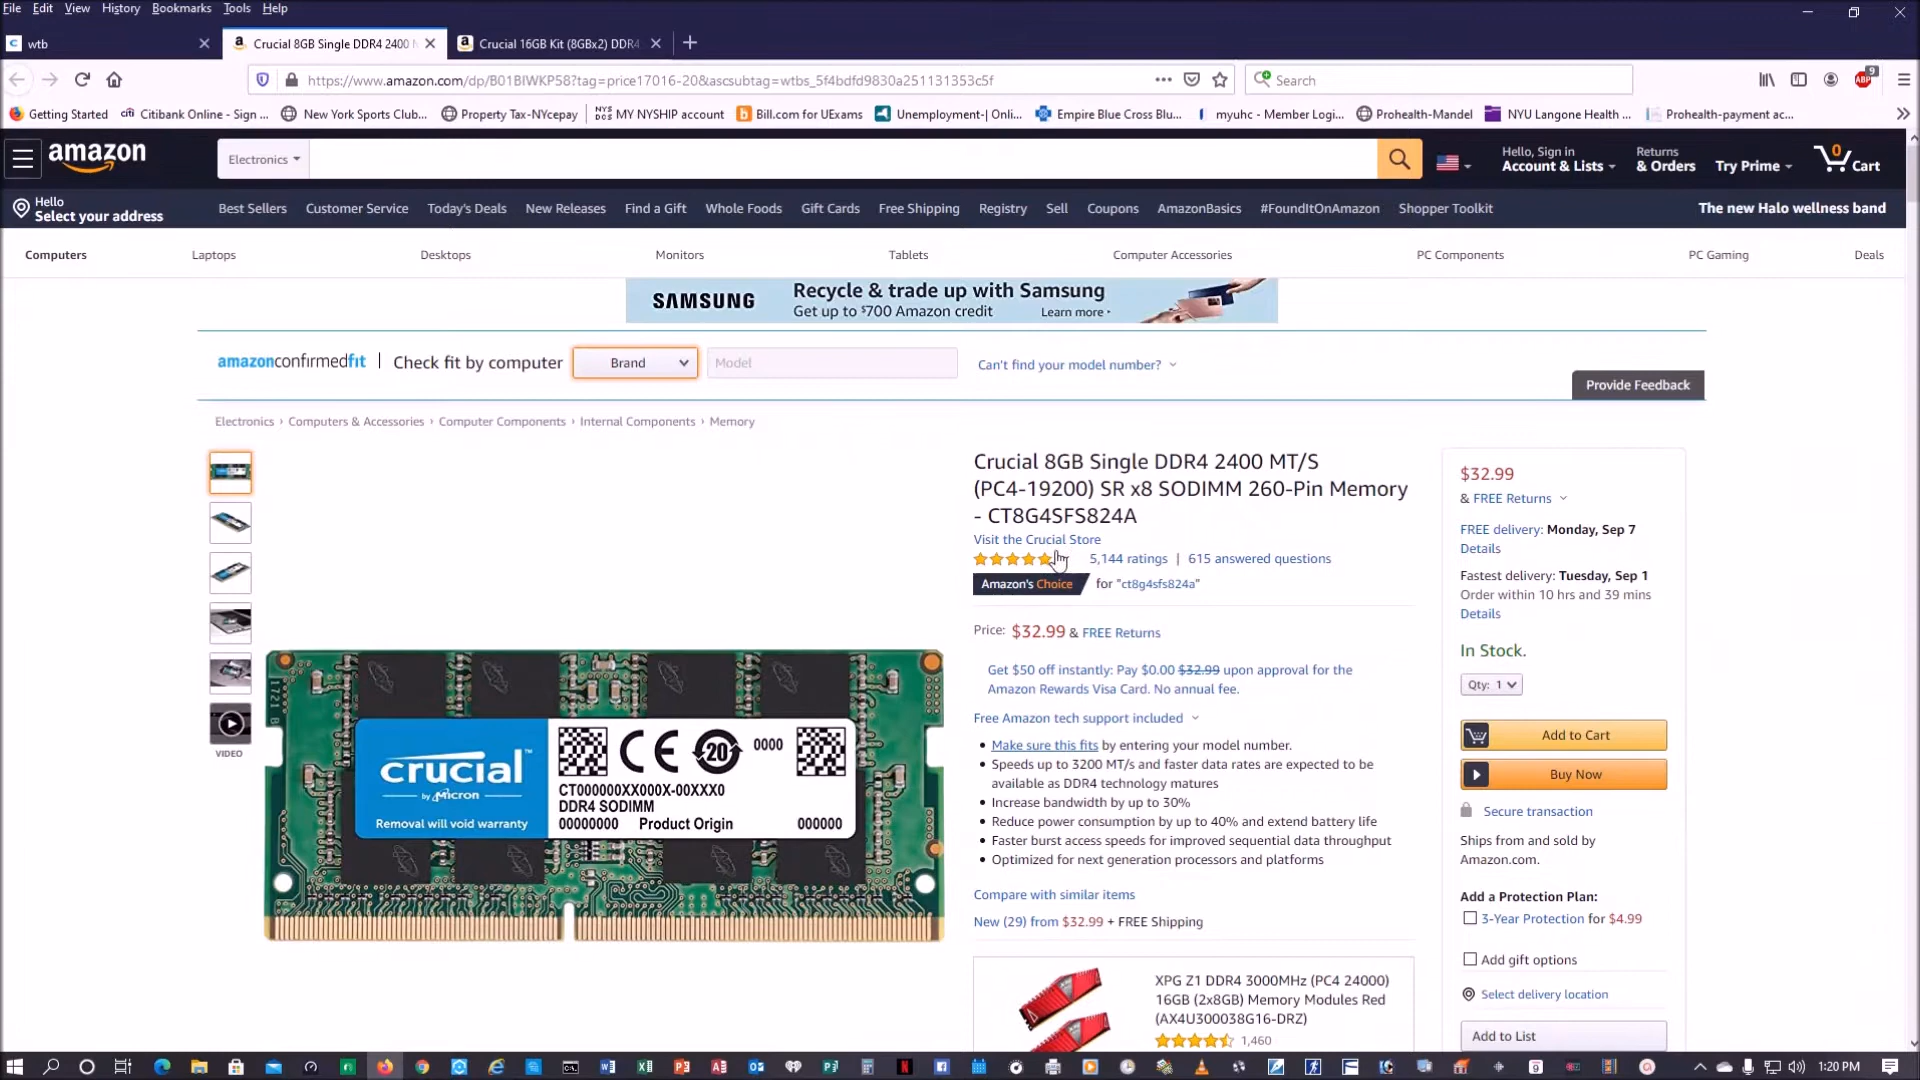 File Edit View History Bookmarks Tools Help
wtb
Crucial 8GB Single DDR4 2400
Crucial 16GB Kit (8GBx2) DDR4
https://www.amazon.com/dp/B01BIWKP58?tag=price17016-20&ascsubtag=wtbs_5f4bdfd9830a251131353c5f
Search
ABP 9
Getting Started
Citibank Online - Sign ...
New York Sports Club...
Property Tax-NYcepay
MY NYSHIP account
Bill.com for UExams
Unemployment-| Onli...
Empire Blue Cross Blu...
myuhc - Member Logi...
Prohealth-Mandel
NYU Langone Health ...
Prohealth-payment ac...
amazon
Electronics
Hello, Sign in
Account & Lists
Returns
& Orders
Try Prime
0
Cart
Hello
Select your address
Best Sellers Customer Service Today's Deals New Releases Find a Gift Whole Foods Gift Cards Free Shipping Registry Sell Coupons AmazonBasics #FoundItOnAmazon Shopper Toolkit
The new Halo wellness band
Computers Laptops Desktops Monitors Tablets Computer Accessories PC Components PC Gaming Deals
SAMSUNG
Recycle & trade up with Samsung
Get up to $700 Amazon credit
Learn more
amazonconfirmedfit | Check fit by computer
Brand
Model
Can't find your model number?
Provide Feedback
Electronics › Computers & Accessories › Computer Components › Internal Components › Memory
VIDEO
1721
crucial™
by Micron
Removal will void warranty
CE
20
0000
CT000000XX000X-00XXX0
DDR4 SODIMM
00000000 Product Origin 000000
Crucial 8GB Single DDR4 2400 MT/S
(PC4-19200) SR x8 SODIMM 260-Pin Memory
- CT8G4SFS824A
Visit the Crucial Store
5,144 ratings | 615 answered questions
Amazon's Choice for "ct8g4sfs824a"
Price: $32.99 & FREE Returns
Get $50 off instantly: Pay $0.00 $32.99 upon approval for the
Amazon Rewards Visa Card. No annual fee.
Free Amazon tech support included
• Make sure this fits by entering your model number.
• Speeds up to 3200 MT/s and faster data rates are expected to be
available as DDR4 technology matures
• Increase bandwidth by up to 30%
• Reduce power consumption by up to 40% and extend battery life
• Faster burst access speeds for improved sequential data throughput
• Optimized for next generation processors and platforms
Compare with similar items
New (29) from $32.99 + FREE Shipping
XPG Z1 DDR4 3000MHz (PC4 24000)
16GB (2x8GB) Memory Modules Red
(AX4U300038G16-DRZ)
1,460
$32.99
& FREE Returns
FREE delivery: Monday, Sep 7
Details
Fastest delivery: Tuesday, Sep 1
Order within 10 hrs and 39 mins
Details
In Stock.
Qty: 1
Add to Cart
Buy Now
Secure transaction
Ships from and sold by
Amazon.com.
Add a Protection Plan:
3-Year Protection for $4.99
Add gift options
Select delivery location
Add to List
1:20 PM